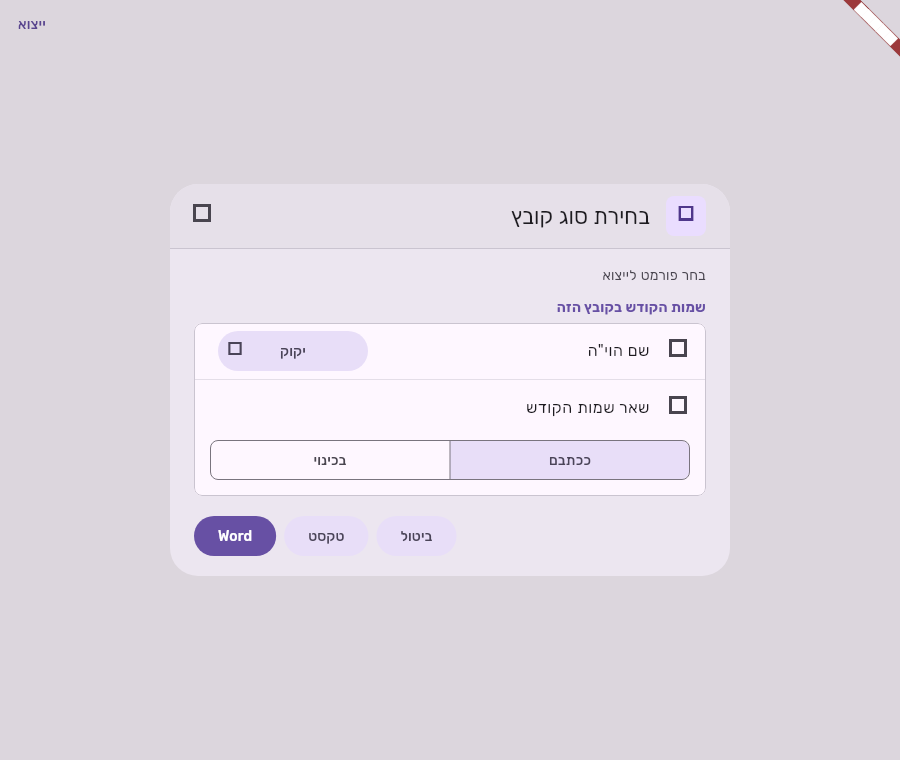 ייצוא
בחירת סוג קובץ
בחר פורמט לייצוא
שמות הקודש בקובץ הזה
שם הוי"ה
יקוק
שאר שמות הקודש
ככתבם
בכינוי
ביטול
טקסט
Word